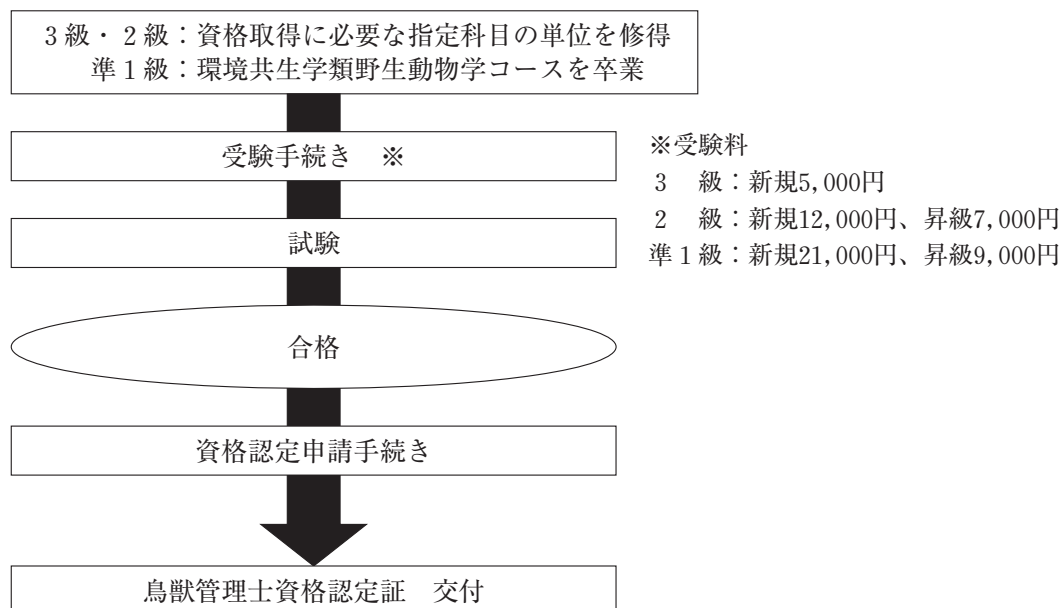 3級・2級：資格取得に必要な指定科目の単位を修得
準1級：環境共生学類野生動物学コースを卒業
受験手続き　※
※受験料
3　級：新規5,000円
2　級：新規12,000円、昇級7,000円
準1級：新規21,000円、昇級9,000円
試験
合格
資格認定申請手続き
鳥獣管理士資格認定証　交付